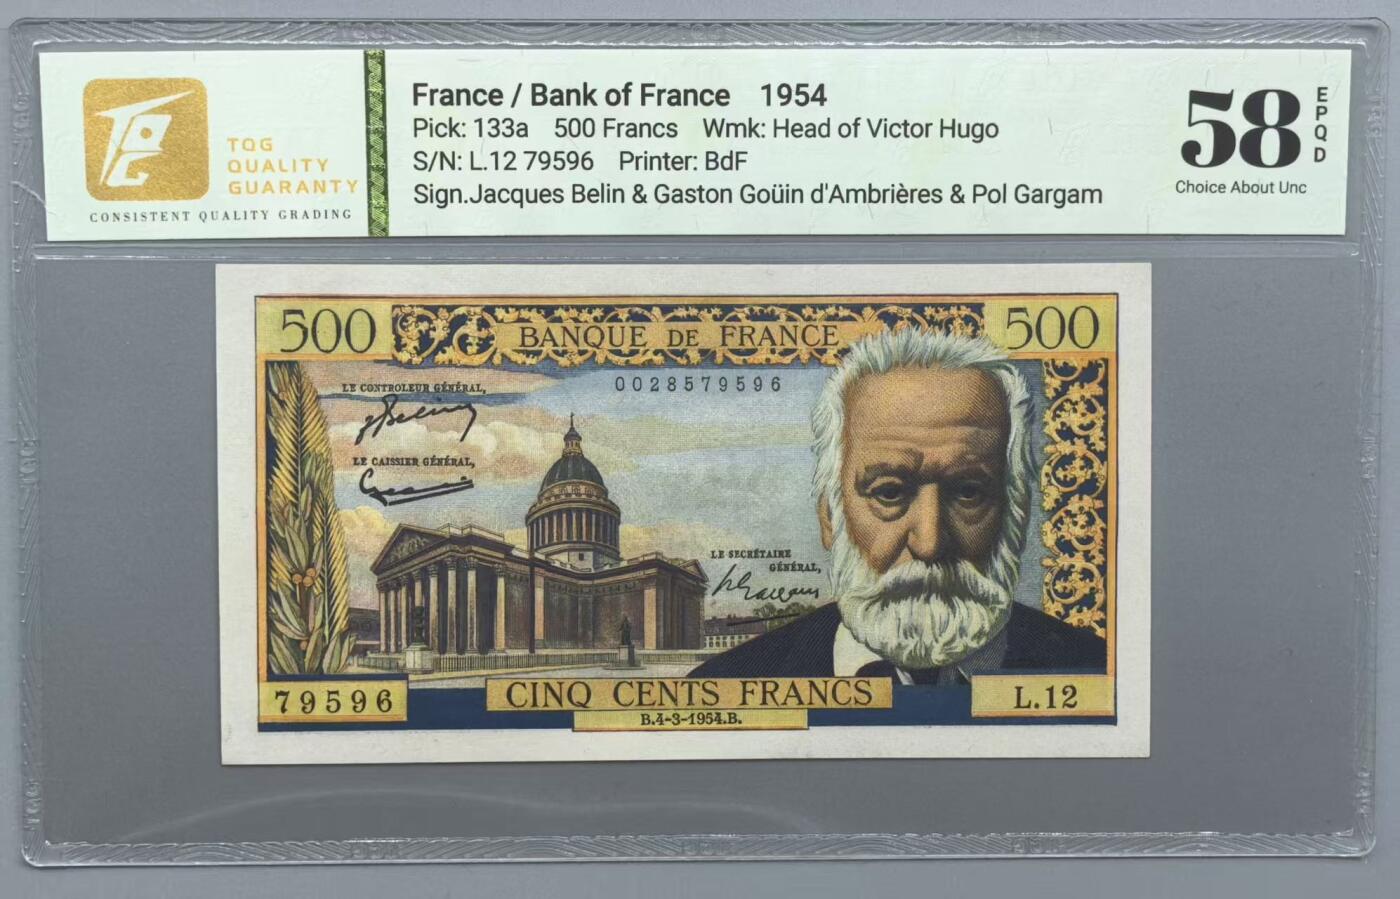 France / Bank of France 1954
Pick: 133a 500 Francs Wmk: Head of Victor Hugo
S/N: L.12 79596 Printer: BdF
Sign.Jacques Belin & Gaston Goüin d'Ambrières & Pol Gargam
58
EPQD
Choice About Unc
TQG
QUALITY
GUARANTY
CONSISTENT QUALITY GRADING
500 BANQUE DE FRANCE 500
LE CONTROLEUR GÉNÉRAL,
0028579596
LE CAISSIER GÉNÉRAL,
LE SECRÉTAIRE
GÉNÉRAL,
79596 CINQ CENTS FRANCS L.12
B.4-3-1954.B.